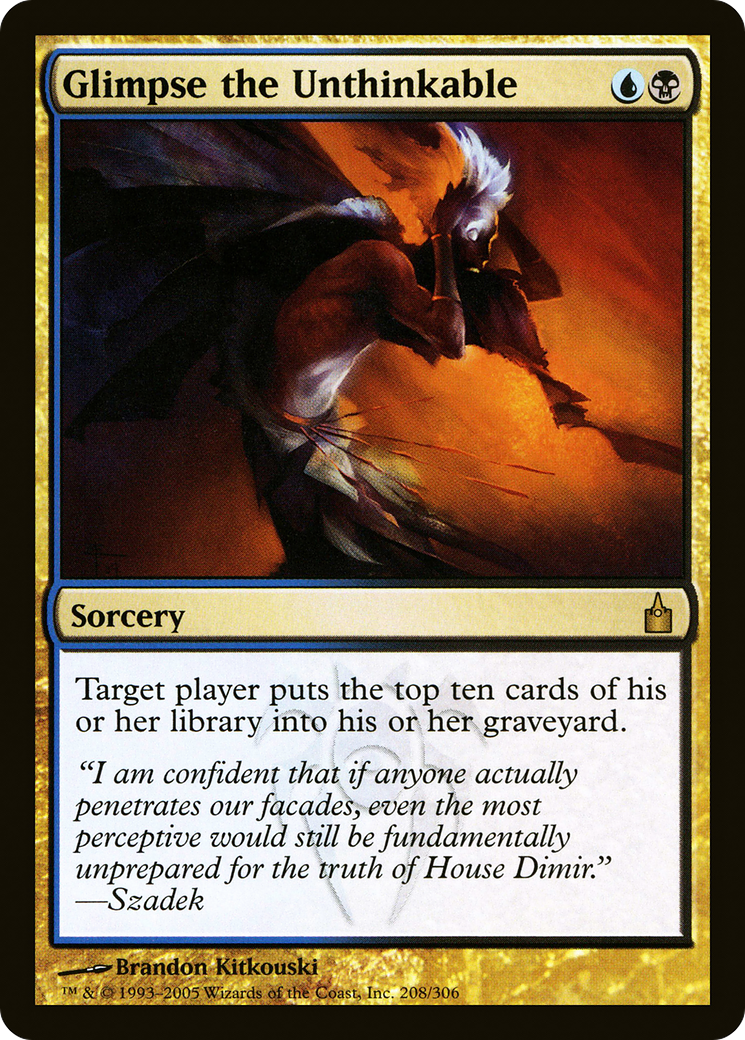 Glimpse the Unthinkable
Sorcery
Target player puts the top ten cards of his
or her library into his or her graveyard.
“I am confident that if anyone actually
penetrates our facades, even the most
perceptive would still be fundamentally
unprepared for the truth of House Dimir.”
—Szadek
Brandon Kitkouski
™ & © 1993–2005 Wizards of the Coast, Inc. 208/306